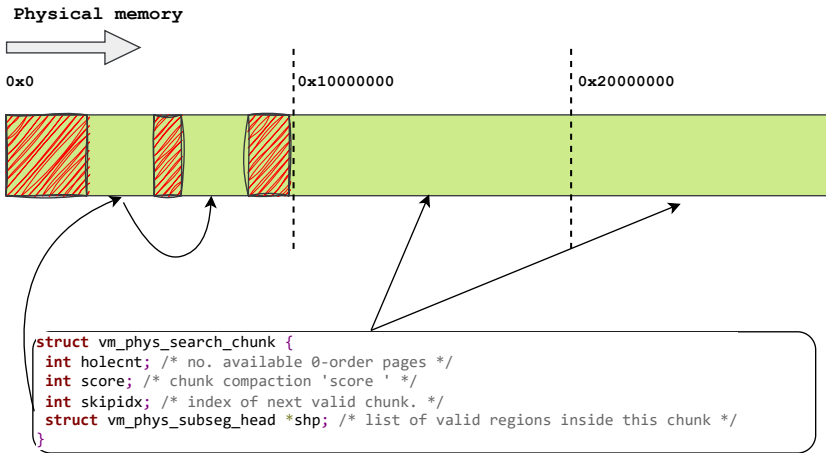 Physical memory
0x0
0x10000000
0x20000000
struct vm_phys_search_chunk {
int holecnt; /* no. available 0-order pages */
int score; /* chunk compaction 'score ' */
int skipidx; /* index of next valid chunk. */
struct vm_phys_subseg_head *shp; /* list of valid regions inside this chunk */
}